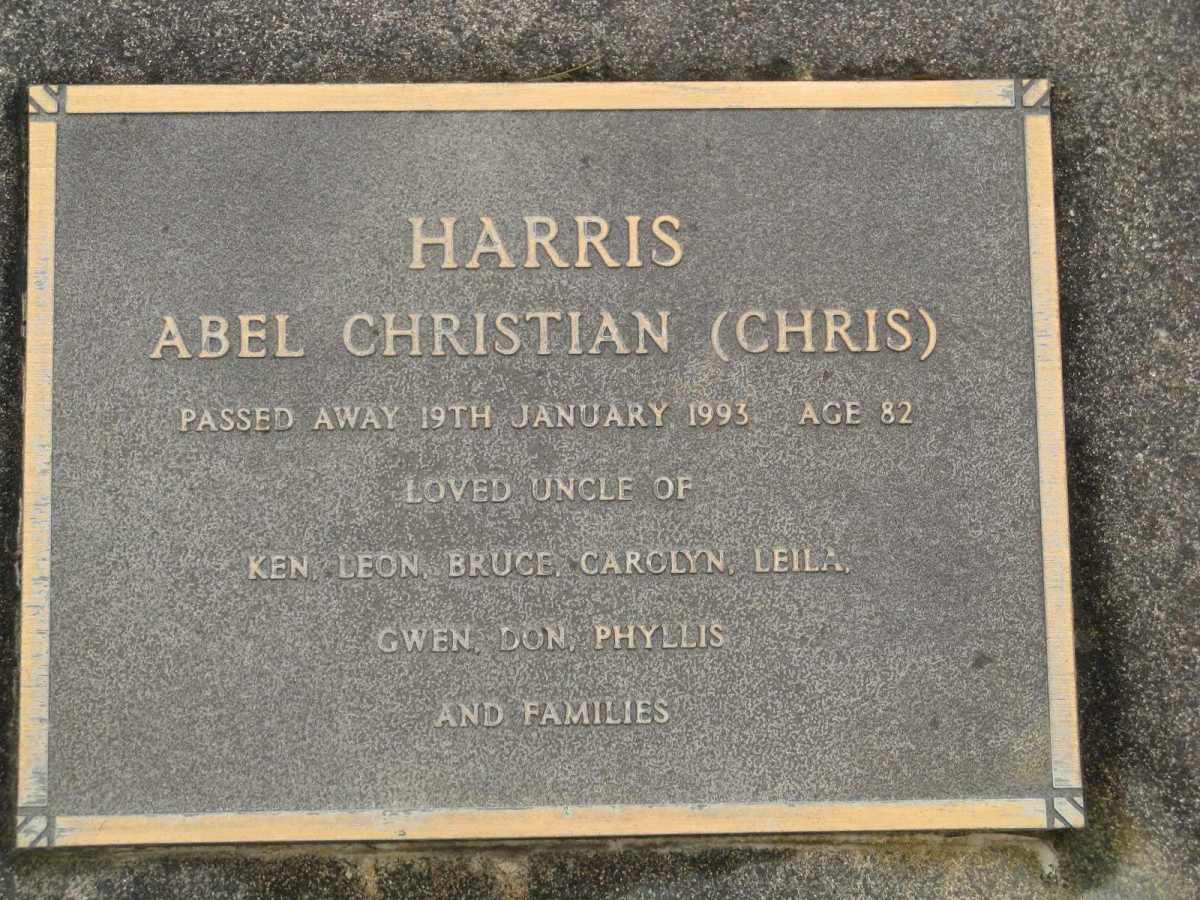 HARRIS
ABEL CHRISTIAN (CHRIS)
PASSED AWAY 19TH JANUARY 1993 AGE 82
LOVED UNCLE OF
KEN, LEON, BRUCE, CAROLYN, LEILA,
GWEN, DON, PHYLLIS
AND FAMILIES